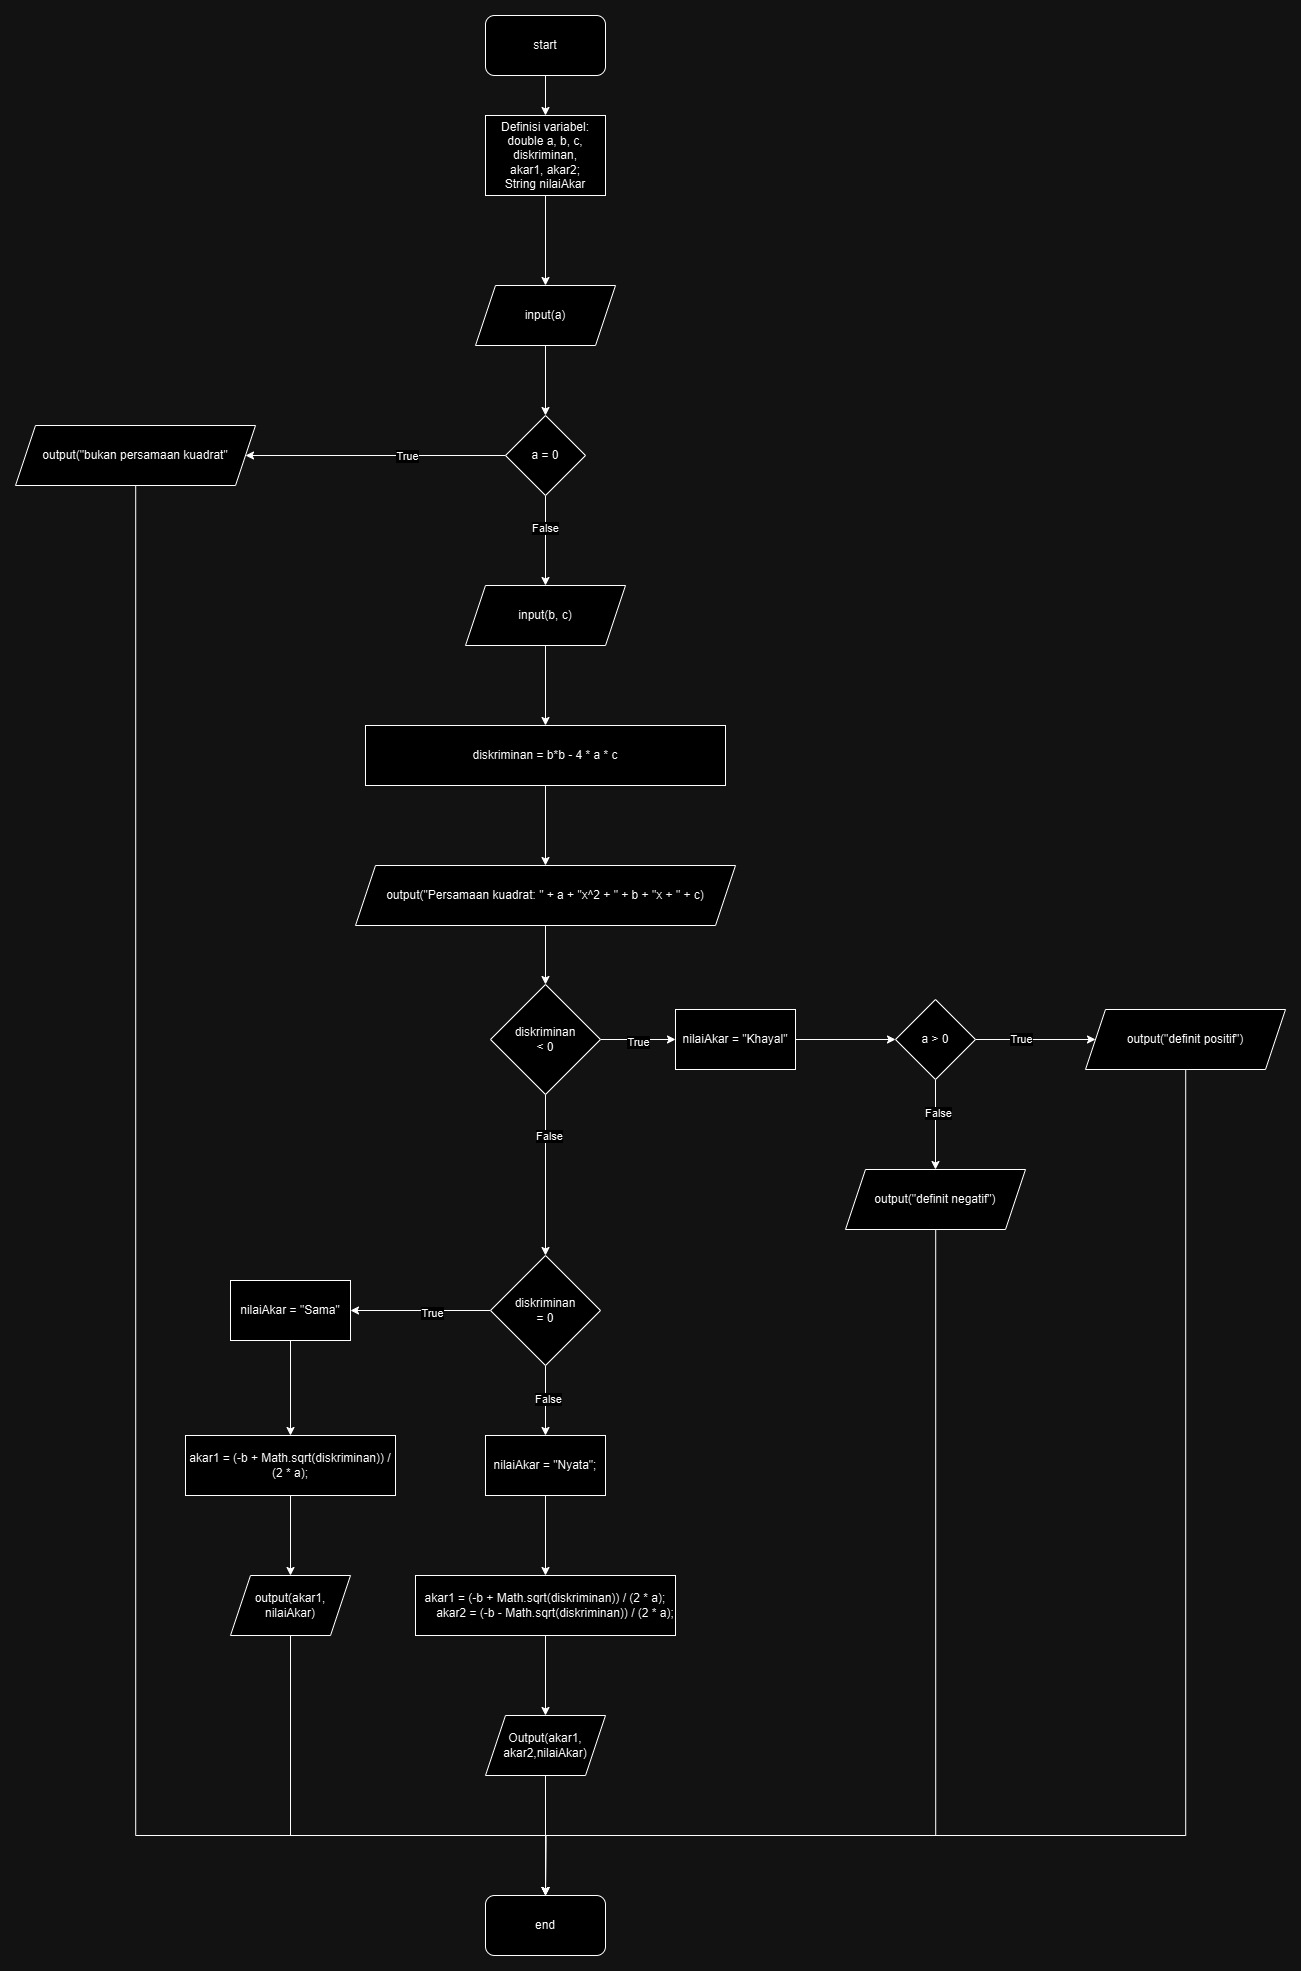 start
Definisi variabel:
double a, b, c,
diskriminan,
akar1, akar2;
String nilaiAkar
input(a)
output("bukan persamaan kuadrat"
True
a = 0
False
input(b, c)
diskriminan = b*b - 4 * a * c
output("Persamaan kuadrat: " + a + "x^2 + " + b + "x + " + c)
diskriminan
< 0
True
nilaiAkar = "Khayal"
a > 0
True
output("definit positif")
False
output("definit negatif")
False
nilaiAkar = "Sama"
True
diskriminan
= 0
False
akar1 = (-b + Math.sqrt(diskriminan)) /
(2 * a);
nilaiAkar = "Nyata";
output(akar1,
nilaiAkar)
akar1 = (-b + Math.sqrt(diskriminan)) / (2 * a);
akar2 = (-b - Math.sqrt(diskriminan)) / (2 * a);
Output(akar1,
akar2,nilaiAkar)
end